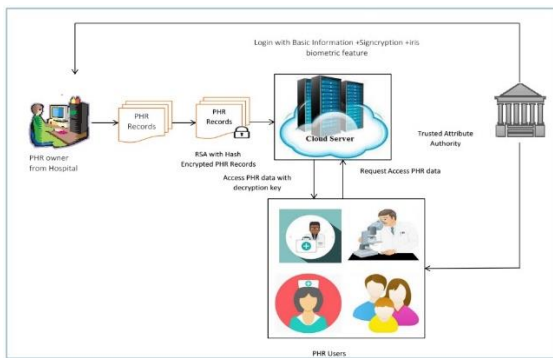 Login with Basic Information +Signcryption +iris
biometric feature
PHR
Records
PHR
Records
Cloud Server
Trusted Attribute
Authority
PHR owner
from Hospital
RSA with Hash
Encrypted PHR Records
Access PHR data with
decryption key
Request Access PHR data
PHR Users